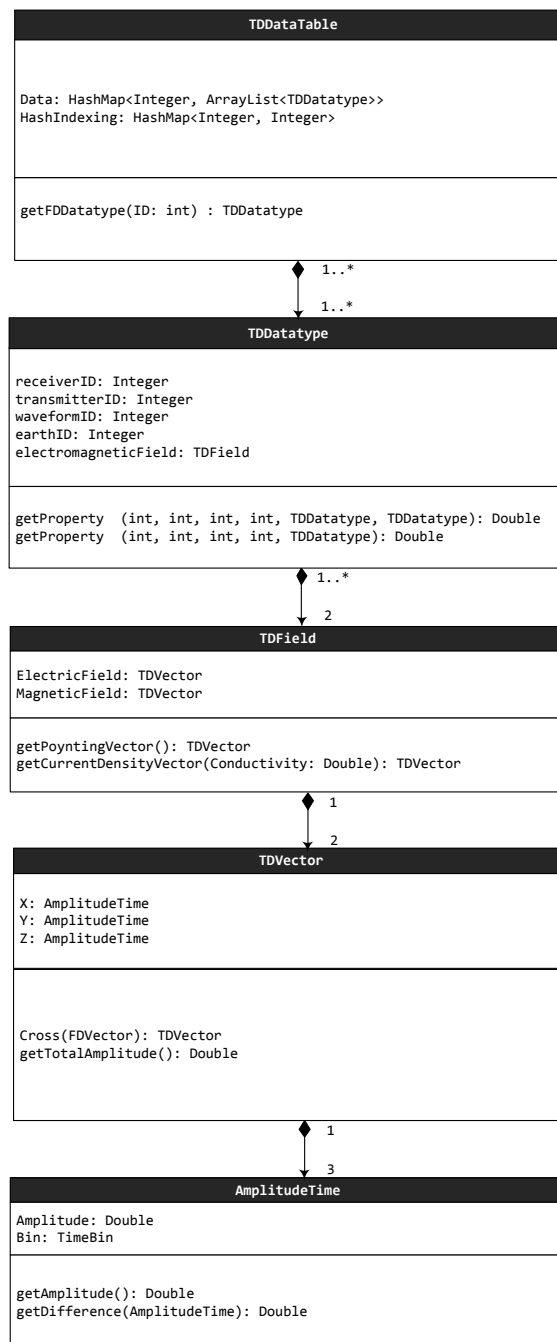 TDDataTable
Data: HashMap<Integer, ArrayList<TDDatatype>>
HashIndexing: HashMap<Integer, Integer>
getFDDatatype(ID: int) : TDDatatype
1..*
1..*
TDDatatype
receiverID: Integer
transmitterID: Integer
waveformID: Integer
earthID: Integer
electromagneticField: TDField
getProperty (int, int, int, int, TDDatatype, TDDatatype): Double
getProperty (int, int, int, int, TDDatatype): Double
1..*
2
TDField
ElectricField: TDVector
MagneticField: TDVector
getPoyntingVector(): TDVector
getCurrentDensityVector(Conductivity: Double): TDVector
1
2
TDVector
X: AmplitudeTime
Y: AmplitudeTime
Z: AmplitudeTime
Cross(FDVector): TDVector
getTotalAmplitude(): Double
1
3
AmplitudeTime
Amplitude: Double
Bin: TimeBin
getAmplitude(): Double
getDifference(AmplitudeTime): Double